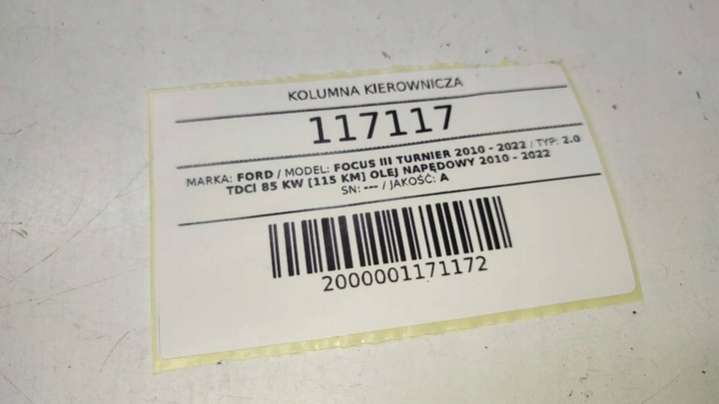 KOLUMNA KIEROWNICZA
117117
MARKA: FORD / MODEL: FOCUS III TURNIER 2010 - 2022 / TYP: 2.0
TDCI 85 KW [115 KM] OLEJ NAPĘDOWY 2010 - 2022
SN: --- / JAKOŚĆ: A
2000001171172